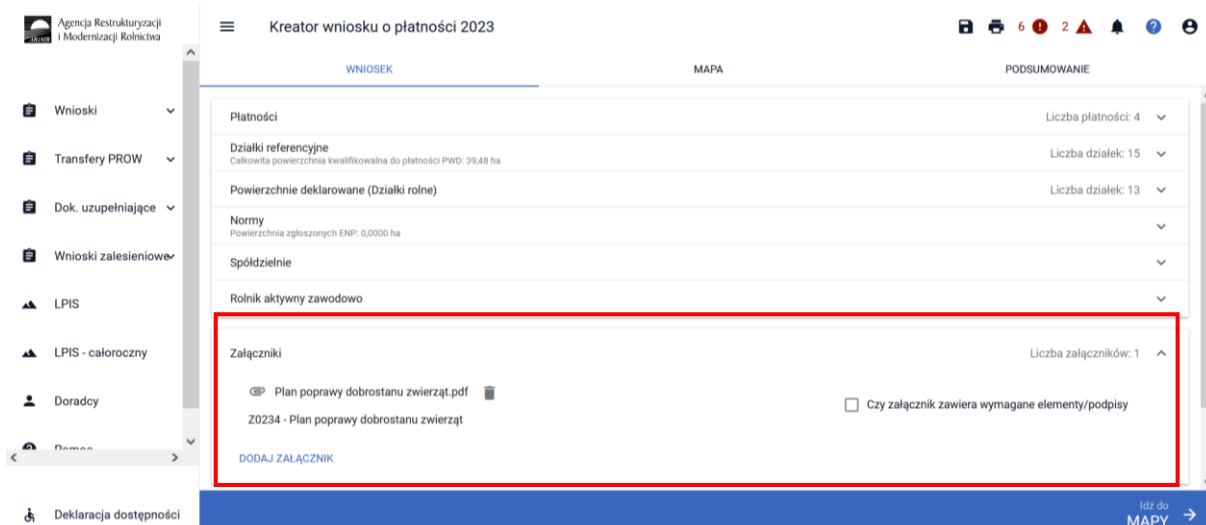 Agencja Restrukturyzacji
i Modernizacji Rolnictwa
ARiMR
Kreator wniosku o płatności 2023
6 2
WNIOSEK MAPA PODSUMOWANIE
Wnioski
Transfery PROW
Dok. uzupełniające
Wnioski zalesieniowe
LPIS
LPIS - całoroczny
Doradcy
Pomoc
Deklaracja dostępności
Płatności Liczba płatności: 4
Działki referencyjne Liczba działek: 15
Całkowita powierzchnia kwalifikowalna do płatności PWD: 39,48 ha
Powierzchnie deklarowane (Działki rolne) Liczba działek: 13
Normy
Powierzchnia zgłoszonych ENP: 0,0000 ha
Spółdzielnie
Rolnik aktywny zawodowo
Załączniki Liczba załączników: 1
Plan poprawy dobrostanu zwierząt.pdf
Z0234 - Plan poprawy dobrostanu zwierząt
Czy załącznik zawiera wymagane elementy/podpisy
DODAJ ZAŁĄCZNIK
Idź do
MAPY